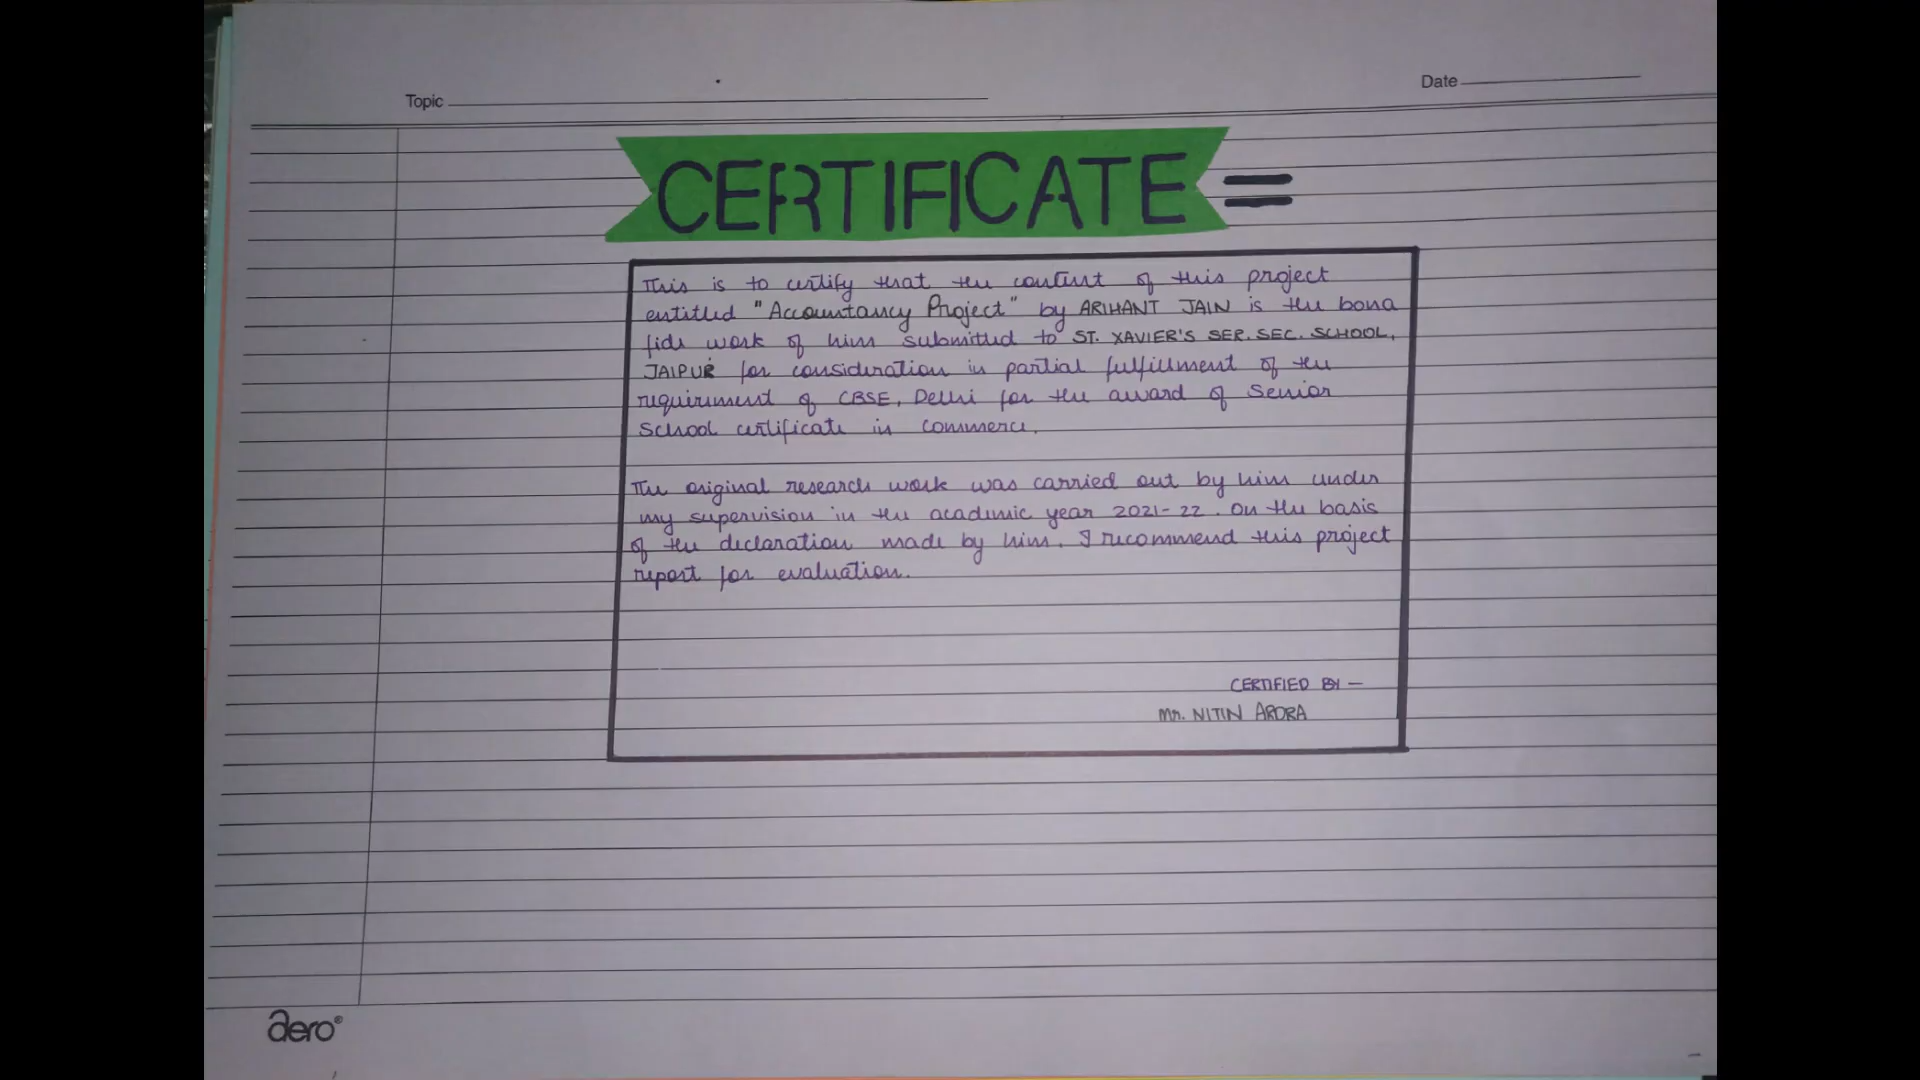 Topic
Date
CERTIFICATE =
This is to certify that the content of this project
entitled "Accountancy Project" by ARIHANT JAIN is the bona
fide work of him submitted to ST. XAVIER'S SER. SEC. SCHOOL,
JAIPUR for consideration in partial fulfillment of the
requirement of CBSE, Delhi for the award of Senior
School certificate in commerce.
The original research work was carried out by him under
my supervision in the academic year 2021-22. On the basis
of the declaration made by him. I recommend this project
report for evaluation.
CERTIFIED BY -
Mr. NITIN ARORA
aero®